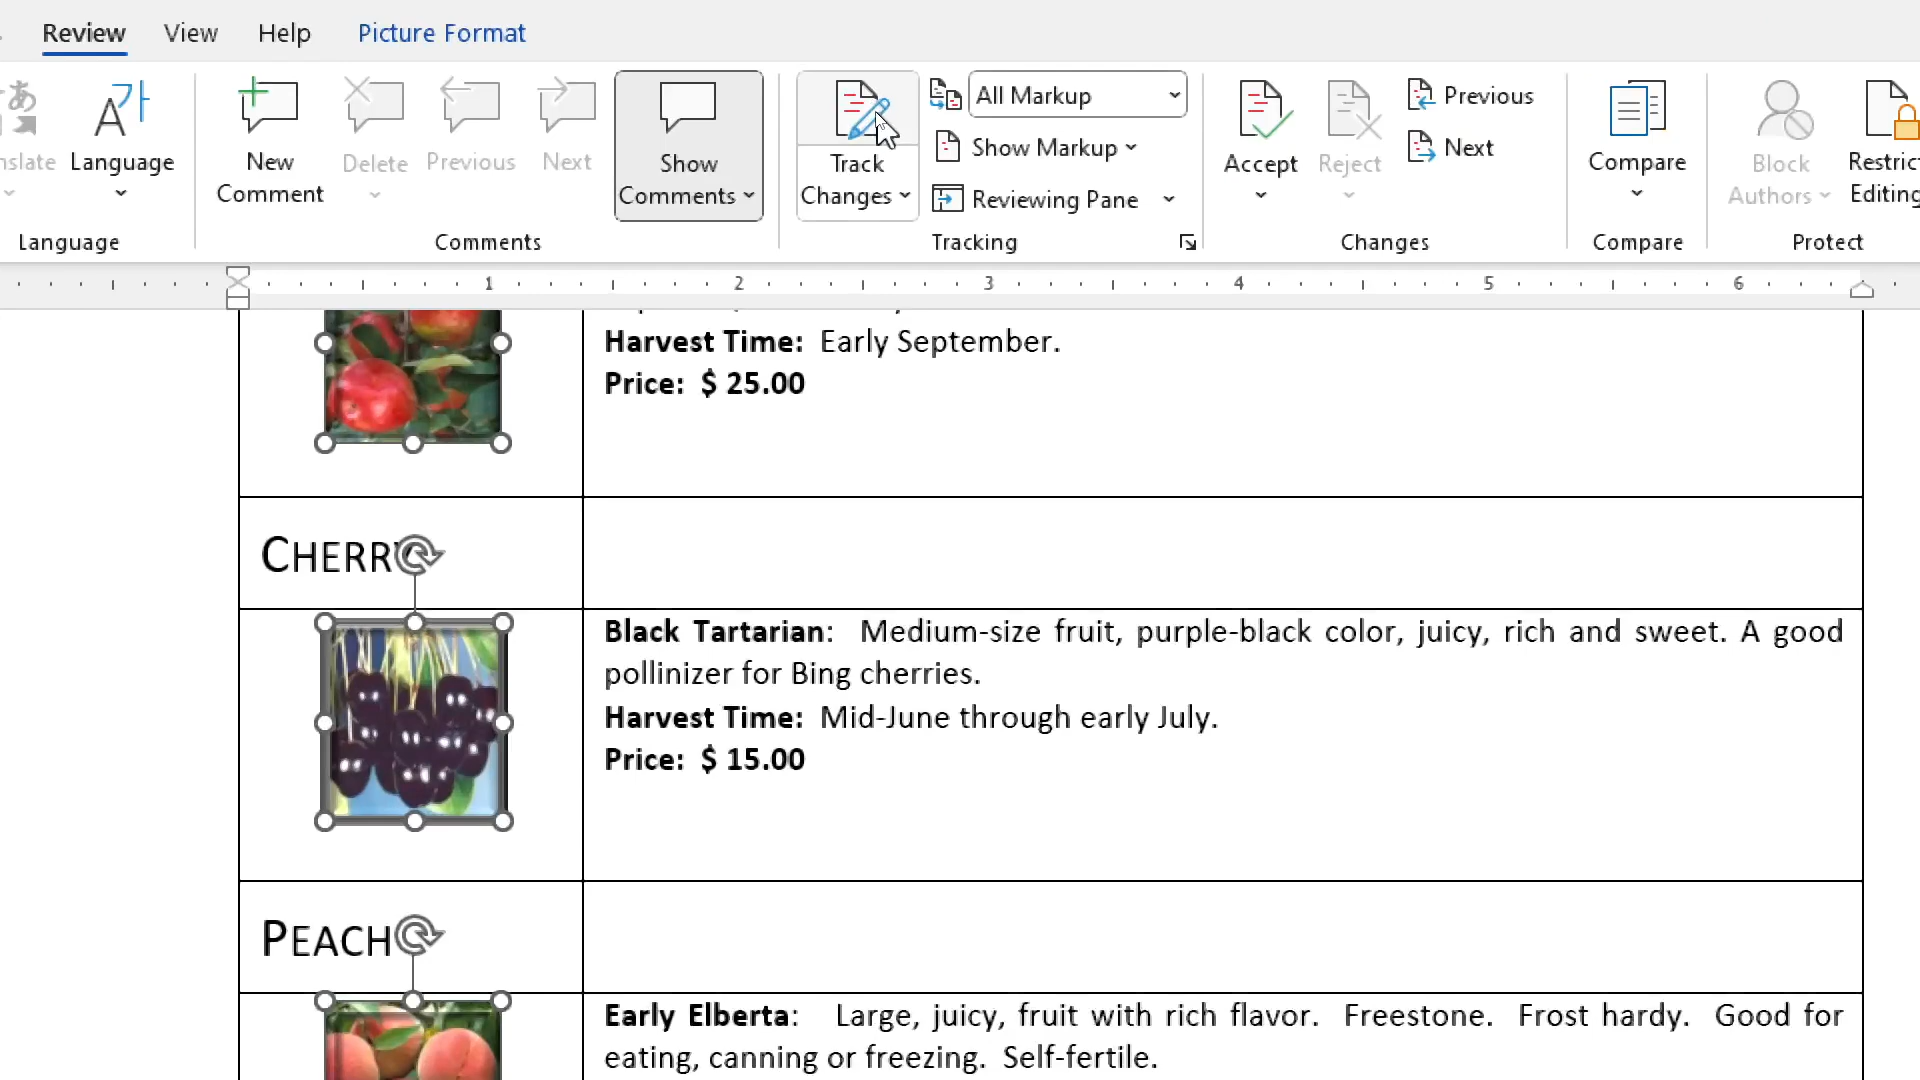 Review View Help Picture Format
nslate
Language
New Comment
Delete
Previous
Next
Show Comments
Track Changes
All Markup
Show Markup
Reviewing Pane
Accept
Reject
Previous
Next
Compare
Block Authors
Restric Editing
Language Comments Tracking Changes Compare Protect
1 2 3 4 5 6
Harvest Time: Early September.
Price: $ 25.00
CHERRY
Black Tartarian: Medium-size fruit, purple-black color, juicy, rich and sweet. A good
pollinizer for Bing cherries.
Harvest Time: Mid-June through early July.
Price: $ 15.00
PEACH
Early Elberta: Large, juicy, fruit with rich flavor. Freestone. Frost hardy. Good for
eating, canning or freezing. Self-fertile.